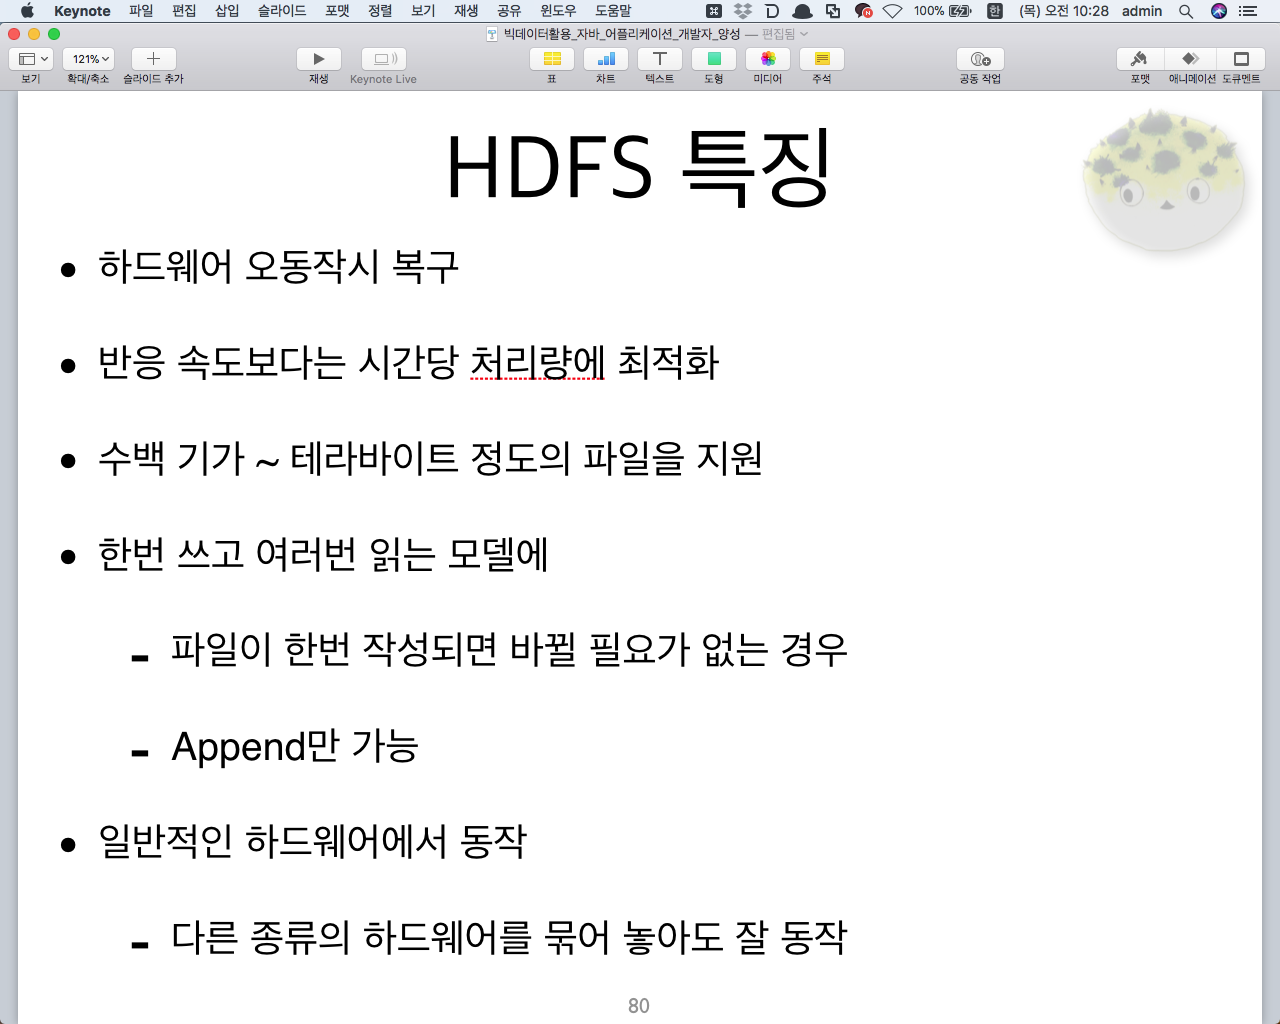 Keynote 파일 편집 삽입 슬라이드 포맷 정렬 보기 재생 공유 윈도우 도움말 100% 한 (목) 오전 10:28 admin
빅데이터활용_자바_어플리케이션_개발자_양성 — 편집됨
121%
보기 확대/축소 슬라이드 추가 재생 Keynote Live 표 차트 텍스트 도형 미디어 주석 공동 작업 포맷 애니메이션 도큐멘트
HDFS 특징
• 하드웨어 오동작시 복구
• 반응 속도보다는 시간당 처리량에 최적화
• 수백 기가 ~ 테라바이트 정도의 파일을 지원
• 한번 쓰고 여러번 읽는 모델에
- 파일이 한번 작성되면 바뀔 필요가 없는 경우
- Append만 가능
• 일반적인 하드웨어에서 동작
- 다른 종류의 하드웨어를 묶어 놓아도 잘 동작
80